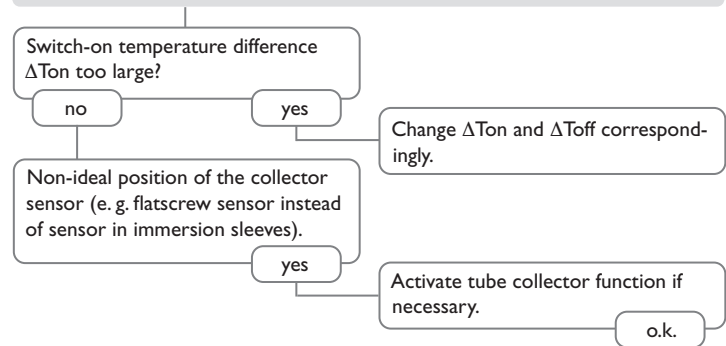 Switch-on temperature difference
ΔTon too large?
no
yes
Change ΔTon and ΔToff correspond-
ingly.
Non-ideal position of the collector
sensor (e. g. flatscrew sensor instead
of sensor in immersion sleeves).
yes
Activate tube collector function if
necessary.
o.k.